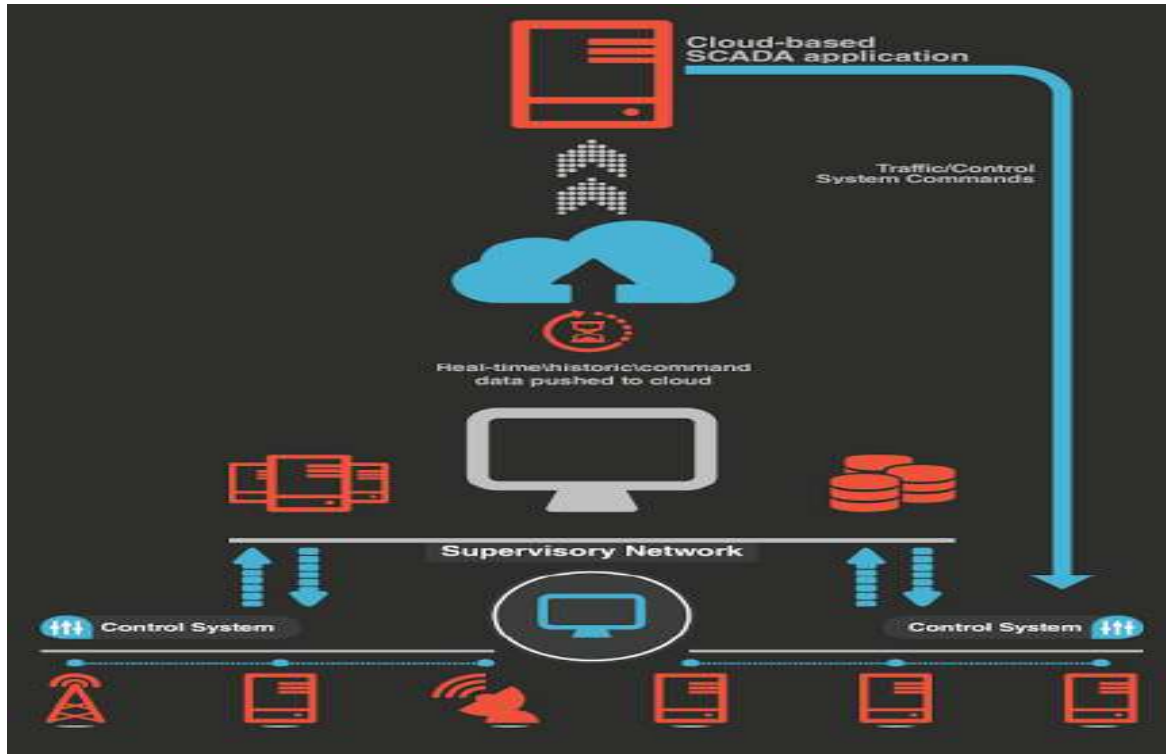 Cloud-based
SCADA application
Traffic/Control
System Commands
Real-time\historic\command
data pushed to cloud
Supervisory Network
Control System
Control System